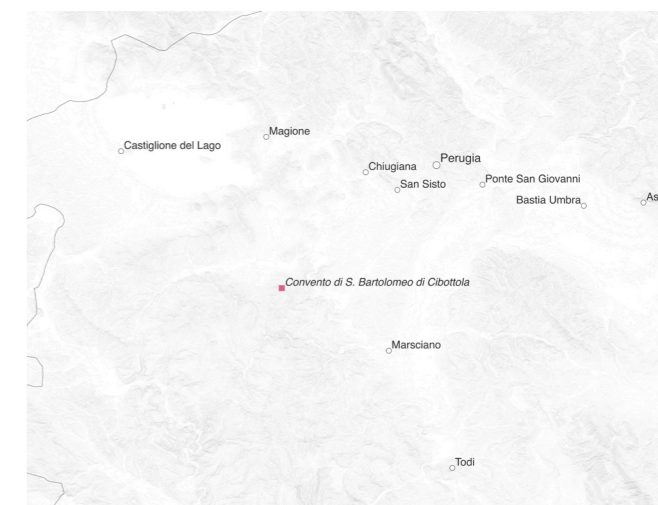 Magione
Castiglione del Lago
Perugia
Chiugiana
Ponte San Giovanni
San Sisto
As
Bastia Umbra
Convento di S. Bartolomeo di Cibottola
Marsciano
Todi